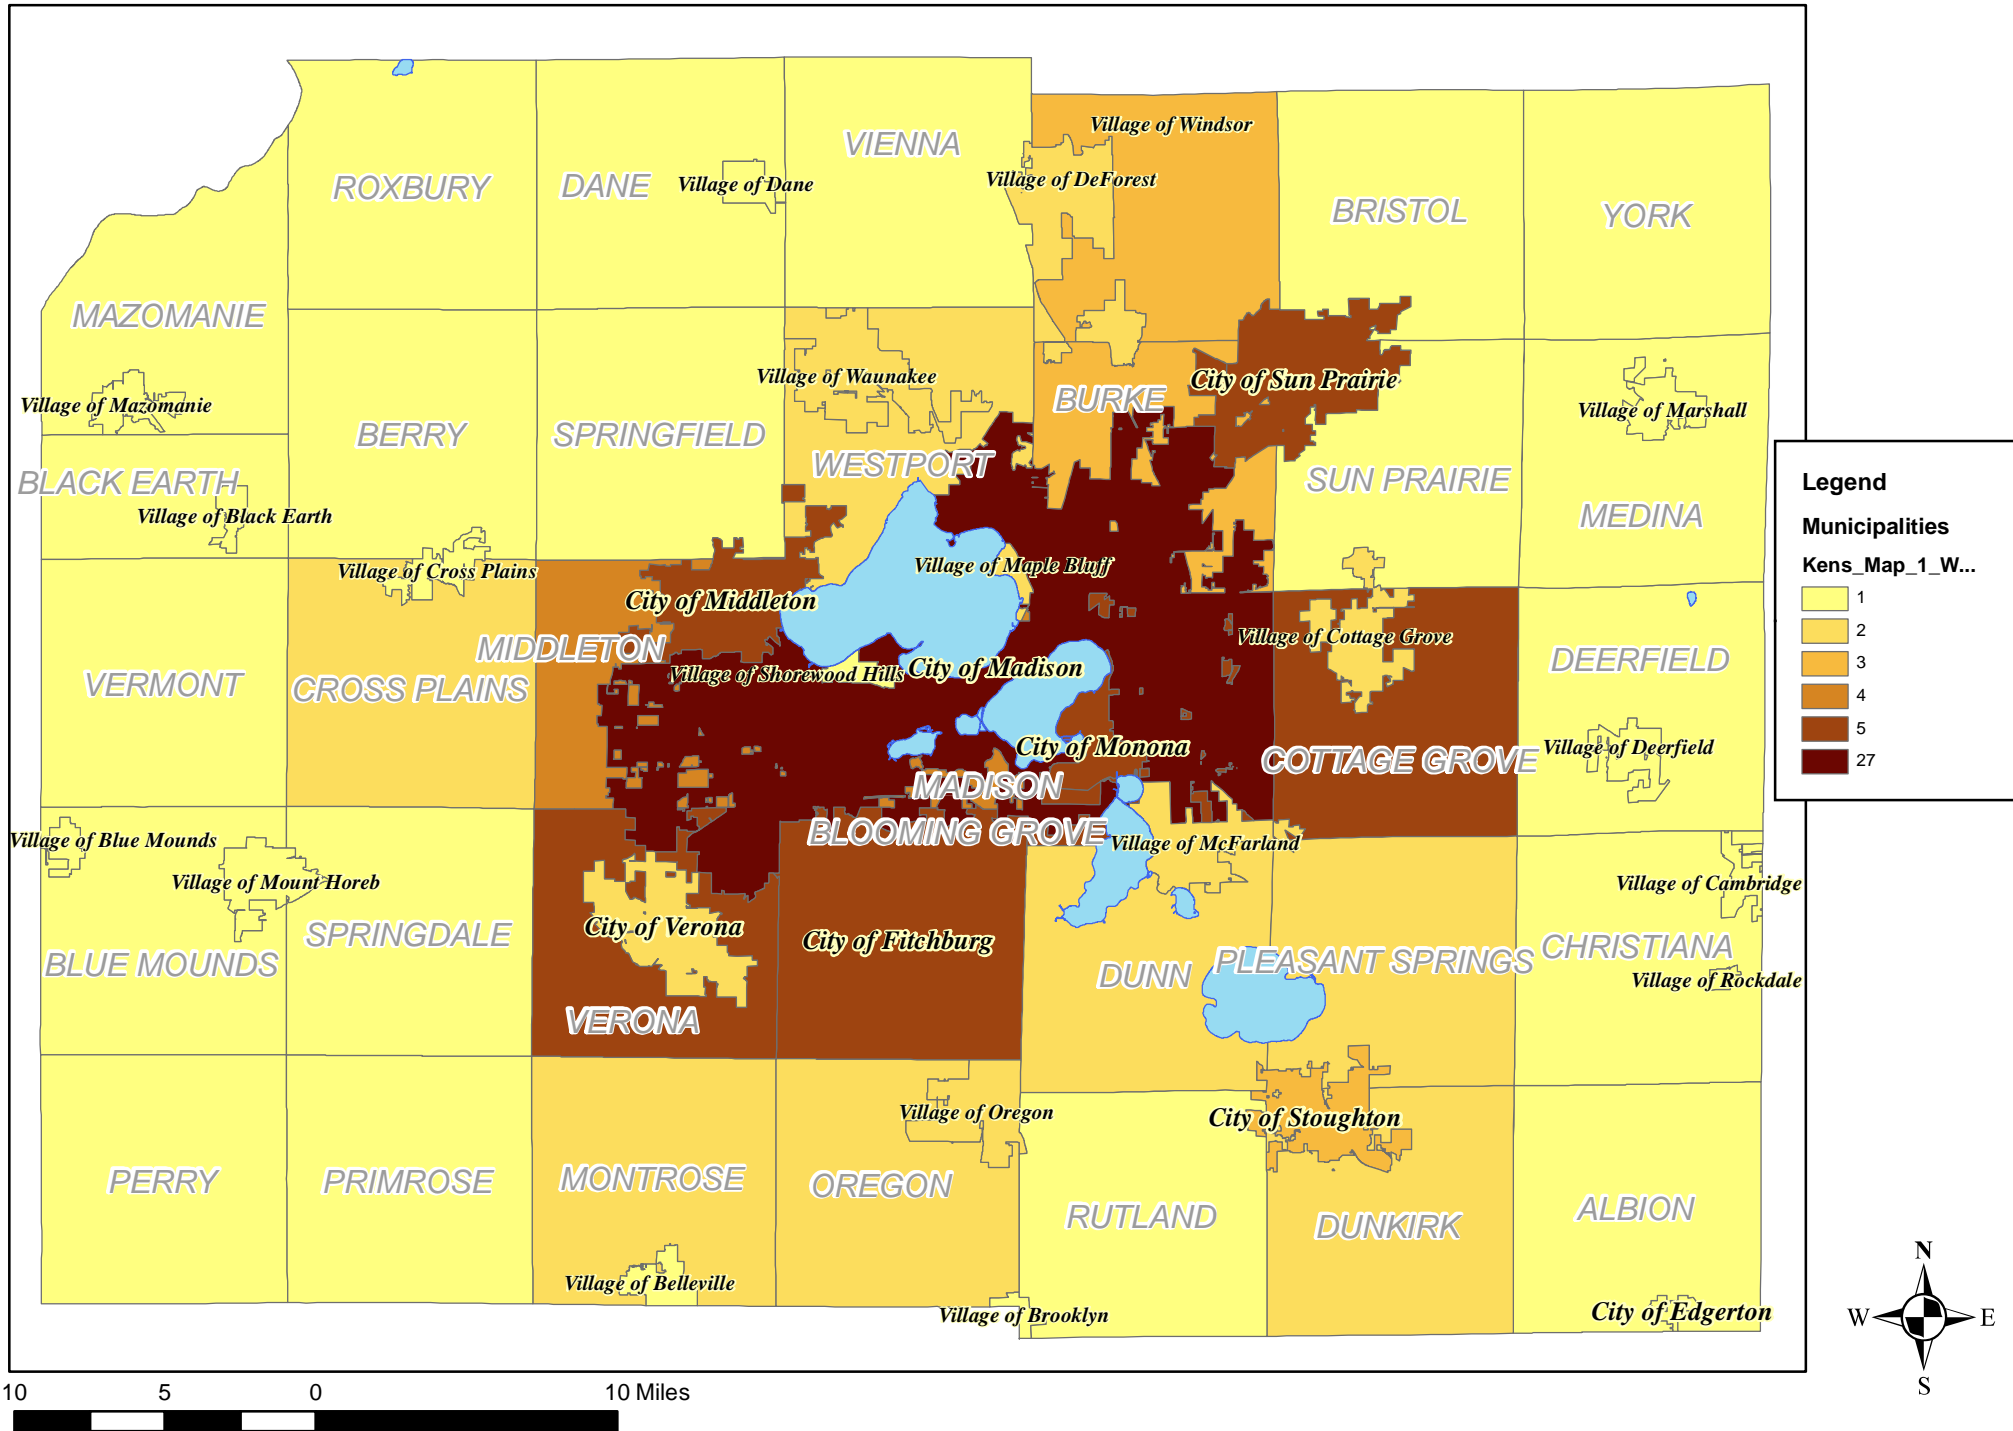 Village of Windsor
VIENNA
Village of DeForest
ROXBURY
DANE
Village of Dane
BRISTOL
YORK
MAZOMANIE
Village of Waunakee
City of Sun Prairie
BURKE
Village of Mazomanie
Village of Marshall
BERRY
SPRINGFIELD
WESTPORT
BLACK EARTH
SUN PRAIRIE
Village of Black Earth
MEDINA
Village of Cross Plains
Village of Maple Bluff
City of Middleton
Village of Cottage Grove
MIDDLETON
DEERFIELD
Village of Shorewood Hills
City of Madison
VERMONT
CROSS PLAINS
City of Monona
COTTAGE GROVE
Village of Deerfield
MADISON
BLOOMING GROVE
Village of Blue Mounds
Village of McFarland
Village of Mount Horeb
Village of Cambridge
City of Verona
City of Fitchburg
SPRINGDALE
CHRISTIANA
BLUE MOUNDS
DUNN
PLEASANT SPRINGS
Village of Rockdale
VERONA
Village of Oregon
City of Stoughton
PERRY
PRIMROSE
MONTROSE
OREGON
RUTLAND
DUNKIRK
ALBION
Village of Belleville
Village of Brooklyn
City of Edgerton
Legend
Municipalities
Kens_Map_1_W...
1
2
3
4
5
27
N
W
E
S
10 5 0 10 Miles